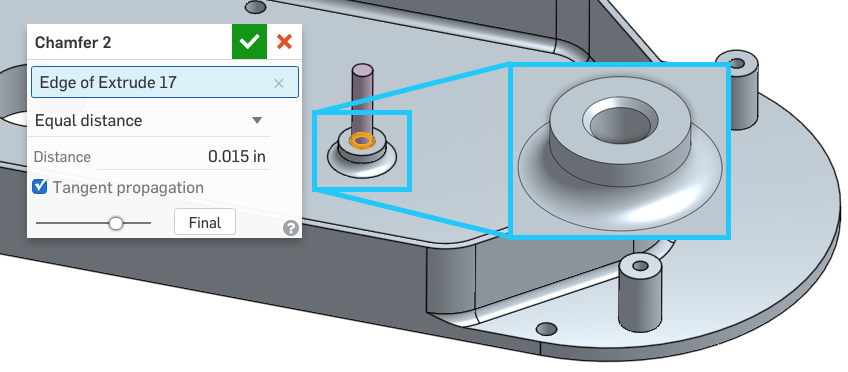 Chamfer 2
Edge of Extrude 17
Equal distance
Distance 0.015 in
Tangent propagation
Final